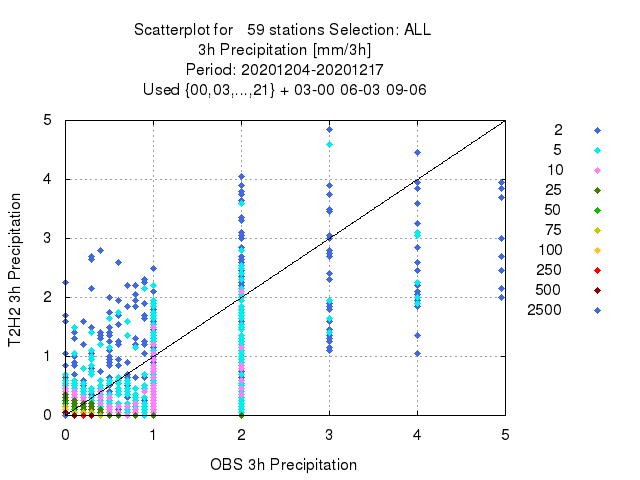 Scatterplot for 59 stations Selection: ALL
3h Precipitation [mm/3h]
Period: 20201204-20201217
Used {00,03,...,21} + 03-00 06-03 09-06
5
4
3
2
1
0
T2H2 3h Precipitation
0 1 2 3 4 5
OBS 3h Precipitation
2
5
10
25
50
75
100
250
500
2500